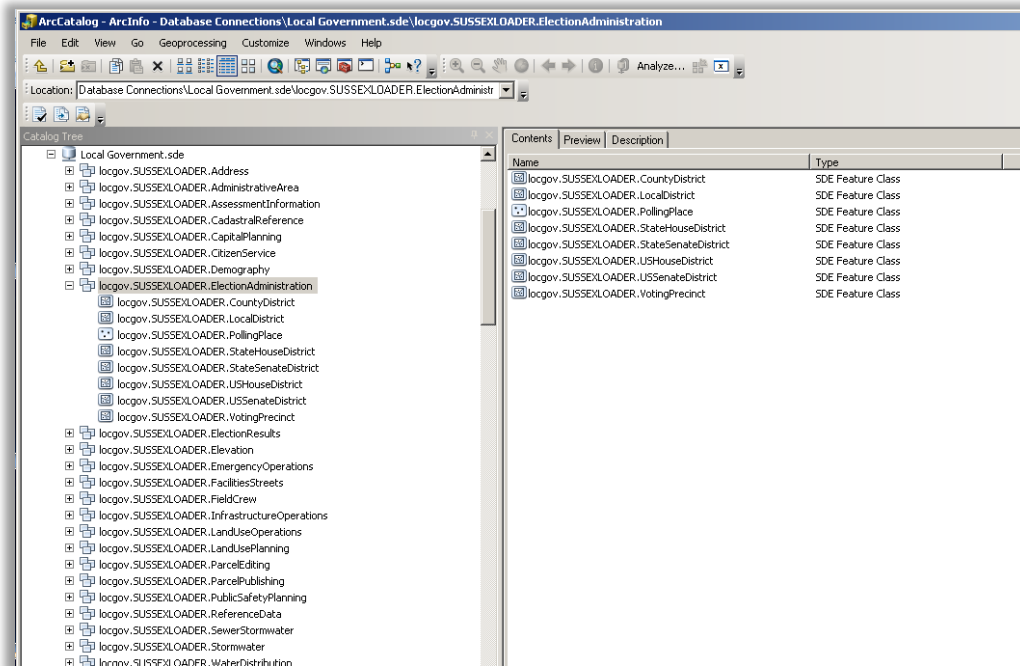 ArcCatalog - ArcInfo - Database Connections\Local Government.sde\locgov.SUSSEXLOADER.ElectionAdministration
File Edit View Go Geoprocessing Customize Windows Help
Analyze...
Location: Database Connections\Local Government.sde\locgov.SUSSEXLOADER.ElectionAdministr
Catalog Tree
Local Government.sde
locgov.SUSSEXLOADER.Address
locgov.SUSSEXLOADER.AdministrativeArea
locgov.SUSSEXLOADER.AssessmentInformation
locgov.SUSSEXLOADER.CadastralReference
locgov.SUSSEXLOADER.CapitalPlanning
locgov.SUSSEXLOADER.CitizenService
locgov.SUSSEXLOADER.Demography
locgov.SUSSEXLOADER.ElectionAdministration
locgov.SUSSEXLOADER.CountyDistrict
locgov.SUSSEXLOADER.LocalDistrict
locgov.SUSSEXLOADER.PollingPlace
locgov.SUSSEXLOADER.StateHouseDistrict
locgov.SUSSEXLOADER.StateSenateDistrict
locgov.SUSSEXLOADER.USHouseDistrict
locgov.SUSSEXLOADER.USSenateDistrict
locgov.SUSSEXLOADER.VotingPrecinct
locgov.SUSSEXLOADER.ElectionResults
locgov.SUSSEXLOADER.Elevation
locgov.SUSSEXLOADER.EmergencyOperations
locgov.SUSSEXLOADER.FacilitiesStreets
locgov.SUSSEXLOADER.FieldCrew
locgov.SUSSEXLOADER.InfrastructureOperations
locgov.SUSSEXLOADER.LandUseOperations
locgov.SUSSEXLOADER.LandUsePlanning
locgov.SUSSEXLOADER.ParcelEditing
locgov.SUSSEXLOADER.ParcelPublishing
locgov.SUSSEXLOADER.PublicSafetyPlanning
locgov.SUSSEXLOADER.ReferenceData
locgov.SUSSEXLOADER.SewerStormwater
locgov.SUSSEXLOADER.Stormwater
locgov.SUSSEXLOADER.WaterDistribution
Contents Preview Description
Name Type
locgov.SUSSEXLOADER.CountyDistrict SDE Feature Class
locgov.SUSSEXLOADER.LocalDistrict SDE Feature Class
locgov.SUSSEXLOADER.PollingPlace SDE Feature Class
locgov.SUSSEXLOADER.StateHouseDistrict SDE Feature Class
locgov.SUSSEXLOADER.StateSenateDistrict SDE Feature Class
locgov.SUSSEXLOADER.USHouseDistrict SDE Feature Class
locgov.SUSSEXLOADER.USSenateDistrict SDE Feature Class
locgov.SUSSEXLOADER.VotingPrecinct SDE Feature Class